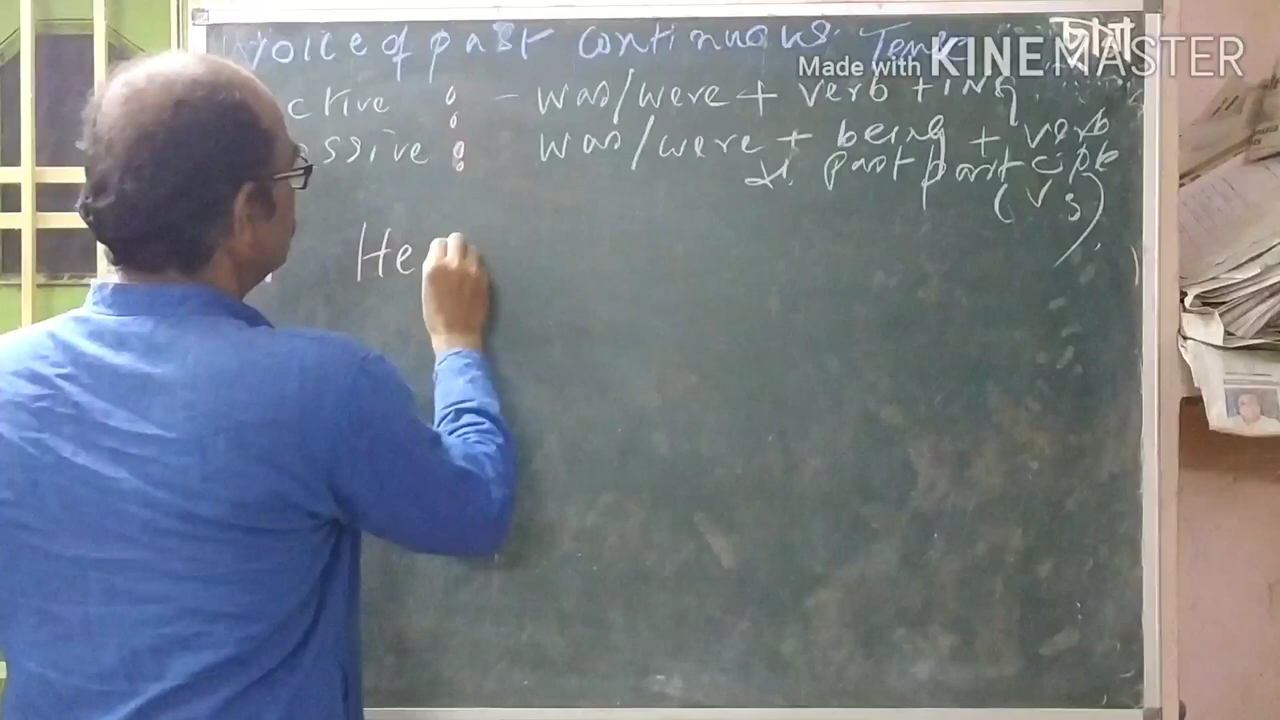 Voice of past continuous Tense
ctive : - was/were + verb + ing
assive : was/were + being + verb
past participle
(V3)
He
Made with KINEMASTER